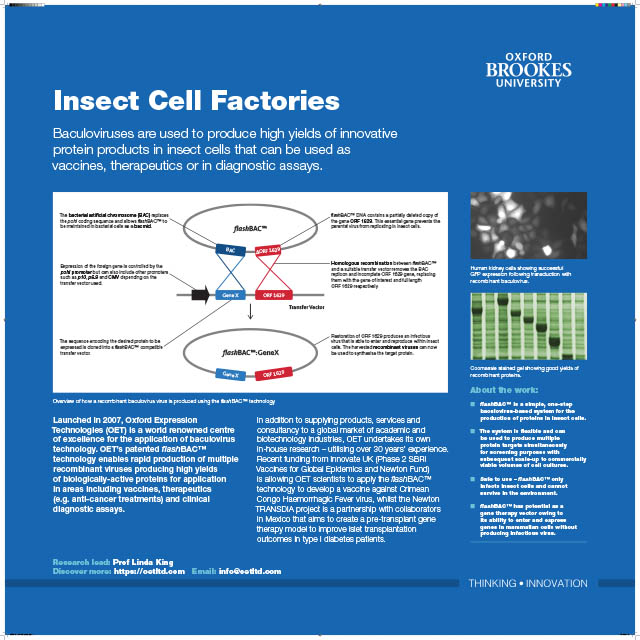 OXFORD
BROOKES
UNIVERSITY
Insect Cell Factories
Baculoviruses are used to produce high yields of innovative
protein products in insect cells that can be used as
vaccines, therapeutics or in diagnostic assays.
The bacterial artificial chromosome (BAC) replaces
the polH coding sequence and allows flashBAC™ to
be maintained in bacterial cells as a bacmid.
Expression of the foreign gene is controlled by the
polH promoter but can also include other promoters
such as p10, p6.9 and CMV depending on the
transfer vector used.
The sequence encoding the desired protein to be
expressed is cloned into a flashBAC™ compatible
transfer vector.
flashBAC™
BAC
ΔORF 1629
Gene X
ORF 1629
Transfer Vector
flashBAC™:GeneX
Gene X
ORF 1629
flashBAC™ DNA contains a partially deleted copy of
the gene ORF 1629. This essential gene prevents the
parental virus from replicating in insect cells.
Homologous recombination between flashBAC™
and a suitable transfer vector removes the BAC
replicon and incomplete ORF 1629 gene, replacing
them with the gene of interest and full length
ORF 1629 respectively.
Restoration of ORF 1629 produces an infectious
virus that is able to enter and reproduce within insect
cells. The harvested recombinant viruses can now
be used to synthesise the target protein.
Overview of how a recombinant baculovirus virus is produced using the flashBAC™ technology
Launched in 2007, Oxford Expression
Technologies (OET) is a world renowned centre
of excellence for the application of baculovirus
technology. OET's patented flashBAC™
technology enables rapid production of multiple
recombinant viruses producing high yields
of biologically-active proteins for application
in areas including vaccines, therapeutics
(e.g. anti-cancer treatments) and clinical
diagnostic assays.
In addition to supplying products, services and
consultancy to a global market of academic and
biotechnology industries, OET undertakes its own
in-house research – utilising over 30 years' experience.
Recent funding from Innovate UK (Phase 2 SBRI
Vaccines for Global Epidemics and Newton Fund)
is allowing OET scientists to apply the flashBAC™
technology to develop a vaccine against Crimean
Congo Haemorrhagic Fever virus, whilst the Newton
TRANSDIA project is a partnership with collaborators
in Mexico that aims to create a pre-transplant gene
therapy model to improve islet transplantation
outcomes in type I diabetes patients.
Human kidney cells showing successful
GFP expression following transduction with
recombinant baculovirus.
Coomassie stained gel showing good yields of
recombinant proteins.
About the work:
flashBAC™ is a simple, one-step
baculovirus-based system for the
production of proteins in insect cells.
The system is flexible and can
be used to produce multiple
protein targets simultaneously
for screening purposes with
subsequent scale-up to commercially
viable volumes of cell cultures.
Safe to use – flashBAC™ only
infects insect cells and cannot
survive in the environment.
flashBAC™ has potential as a
gene therapy vector owing to
its ability to enter and express
genes in mammalian cells without
producing infectious virus.
Research lead: Prof Linda King
Discover more: https://oetltd.com Email: info@oetltd.com
THINKING • INNOVATION